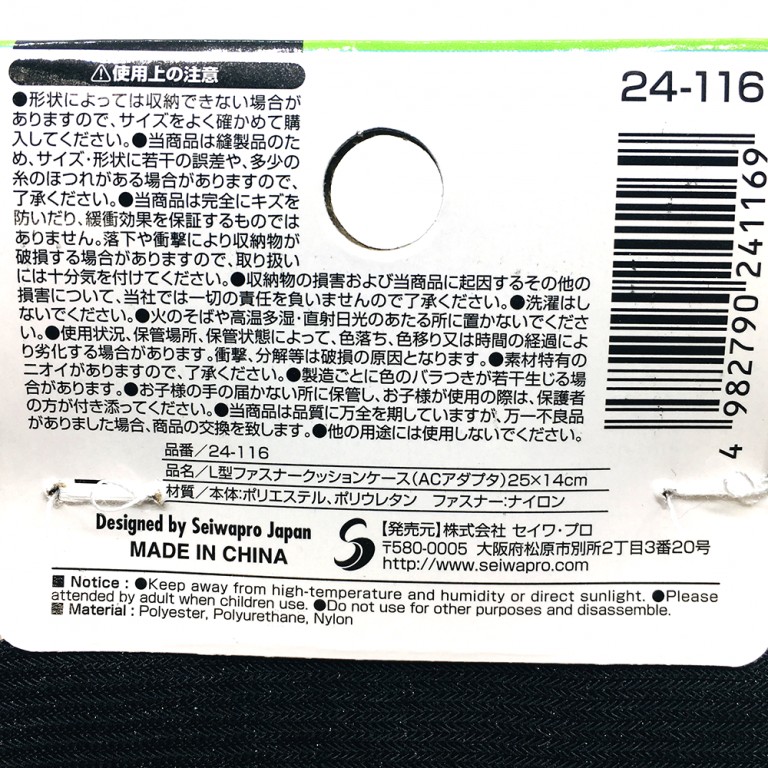 ⚠使用上の注意
24-116
●形状によっては収納できない場合が
ありますので、サイズをよく確かめて購
入してください。●当商品は縫製品のた
め、サイズ・形状に若干の誤差や、多少の
糸のほつれがある場合がありますので、
了承ください。●当商品は完全にキズを
防いだり、緩衝効果を保証するものでは
ありません。落下や衝撃により収納物が
破損する場合がありますので、取り扱い
には十分気を付けてください。●収納物の損害および当商品に起因するその他の
損害について、当社では一切の責任を負いませんので了承ください。●洗濯はし
ないでください。●火のそばや高温多湿・直射日光のあたる所に置かないでくださ
い。●使用状況、保管場所、保管状態によって、色落ち、色移り又は時間の経過によ
り劣化する場合があります。衝撃、分解等は破損の原因となります。●素材特有の
ニオイがありますので、了承ください。●製造ごとに色のバラつきが若干生じる場
合があります。●お子様の手の届かない所に保管し、お子様が使用の際は、保護者
の方が付き添ってください。●当商品は品質に万全を期していますが、万一不良品
がありました場合、商品の交換を致します。●他の用途には使用しないでください。
4 982790 241169
品番/24-116
品名/L型ファスナークッションケース(ACアダプタ)25×14cm
材質/本体:ポリエステル、ポリウレタン ファスナー:ナイロン
Designed by Seiwapro Japan
MADE IN CHINA
【発売元】株式会社 セイワ・プロ
〒580-0005 大阪府松原市別所2丁目3番20号
http://www.seiwapro.com
Notice : ●Keep away from high-temperature and humidity or direct sunlight. ●Please
attended by adult when children use. ●Do not use for other purposes and disassemble.
Material : Polyester, Polyurethane, Nylon